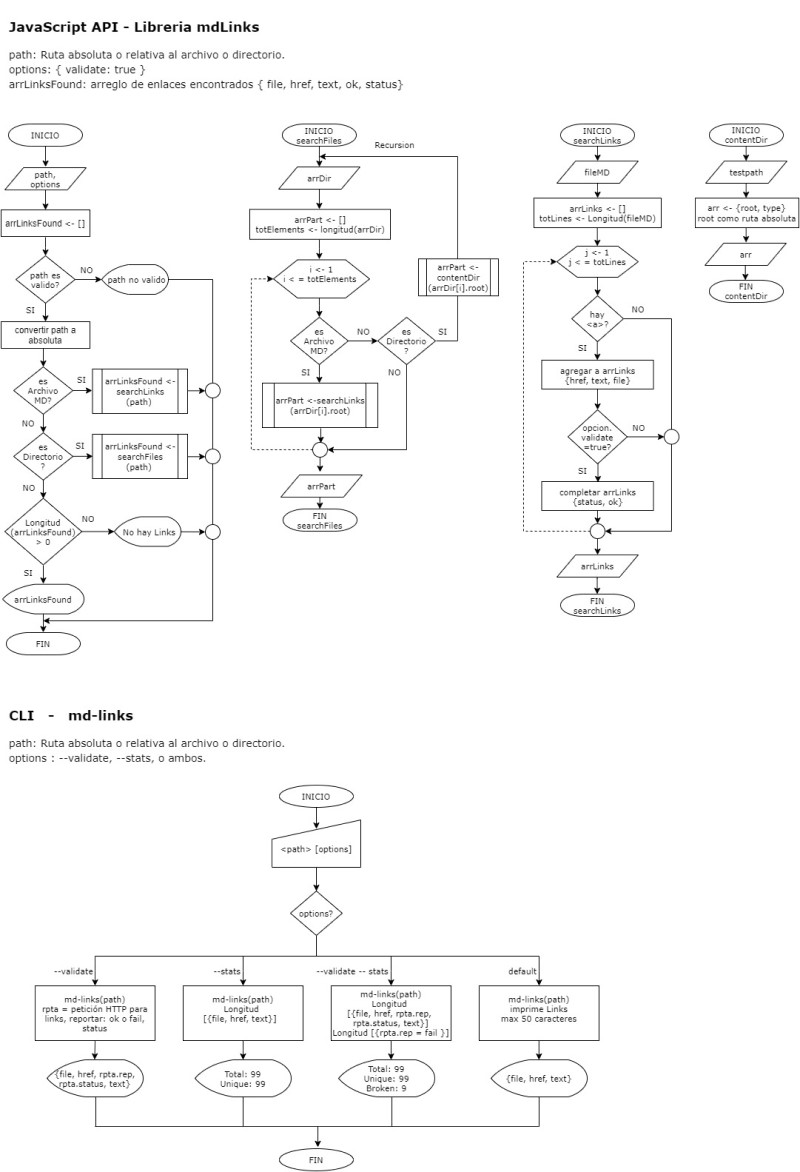 JavaScript API - Libreria mdLinks
path: Ruta absoluta o relativa al archivo o directorio.
options: { validate: true }
arrLinksFound: arreglo de enlaces encontrados { file, href, text, ok, status}
INICIO
path,
options
arrLinksFound <- []
path es
valido?
NO
path no valido
SI
convertir path a
absoluta
es
Archivo
MD?
SI
arrLinksFound <-
searchLinks
(path)
NO
es
Directorio
?
SI
arrLinksFound <-
searchFiles
(path)
NO
Longitud
(arrLinksFound)
> 0
NO
No hay Links
SI
arrLinksFound
FIN
INICIO
searchFiles
Recursion
arrDir
arrPart <- []
totElements <- longitud(arrDir)
i <- 1
i < = totElements
arrPart <-
contentDir
(arrDir[i].root)
es
Archivo
MD?
NO
es
Directorio
?
SI
SI
NO
arrPart <-searchLinks
(arrDir[i].root)
arrPart
FIN
searchFiles
INICIO
searchLinks
fileMD
arrLinks <- []
totLines <- Longitud(fileMD)
j <- 1
j < = totLines
hay
<a>?
NO
SI
agregar a arrLinks
{href, text, file}
opcion.
validate
=true?
NO
SI
completar arrLinks
{status, ok}
arrLinks
FIN
searchLinks
INICIO
contentDir
testpath
arr <- {root, type}
root como ruta absoluta
arr
FIN
contentDir
CLI - md-links
path: Ruta absoluta o relativa al archivo o directorio.
options : --validate, --stats, o ambos.
INICIO
<path> [options]
options?
--validate
--stats
--validate -- stats
default
md-links(path)
rpta = petición HTTP para
links, reportar: ok o fail,
status
md-links(path)
Longitud
[{file, href, text}]
md-links(path)
Longitud
[{file, href, rpta.rep,
rpta.status, text}]
Longitud [{rpta.rep = fail }]
md-links(path)
imprime Links
max 50 caracteres
{file, href, rpta.rep,
rpta.status, text}
Total: 99
Unique: 99
Total: 99
Unique: 99
Broken: 9
{file, href, text}
FIN